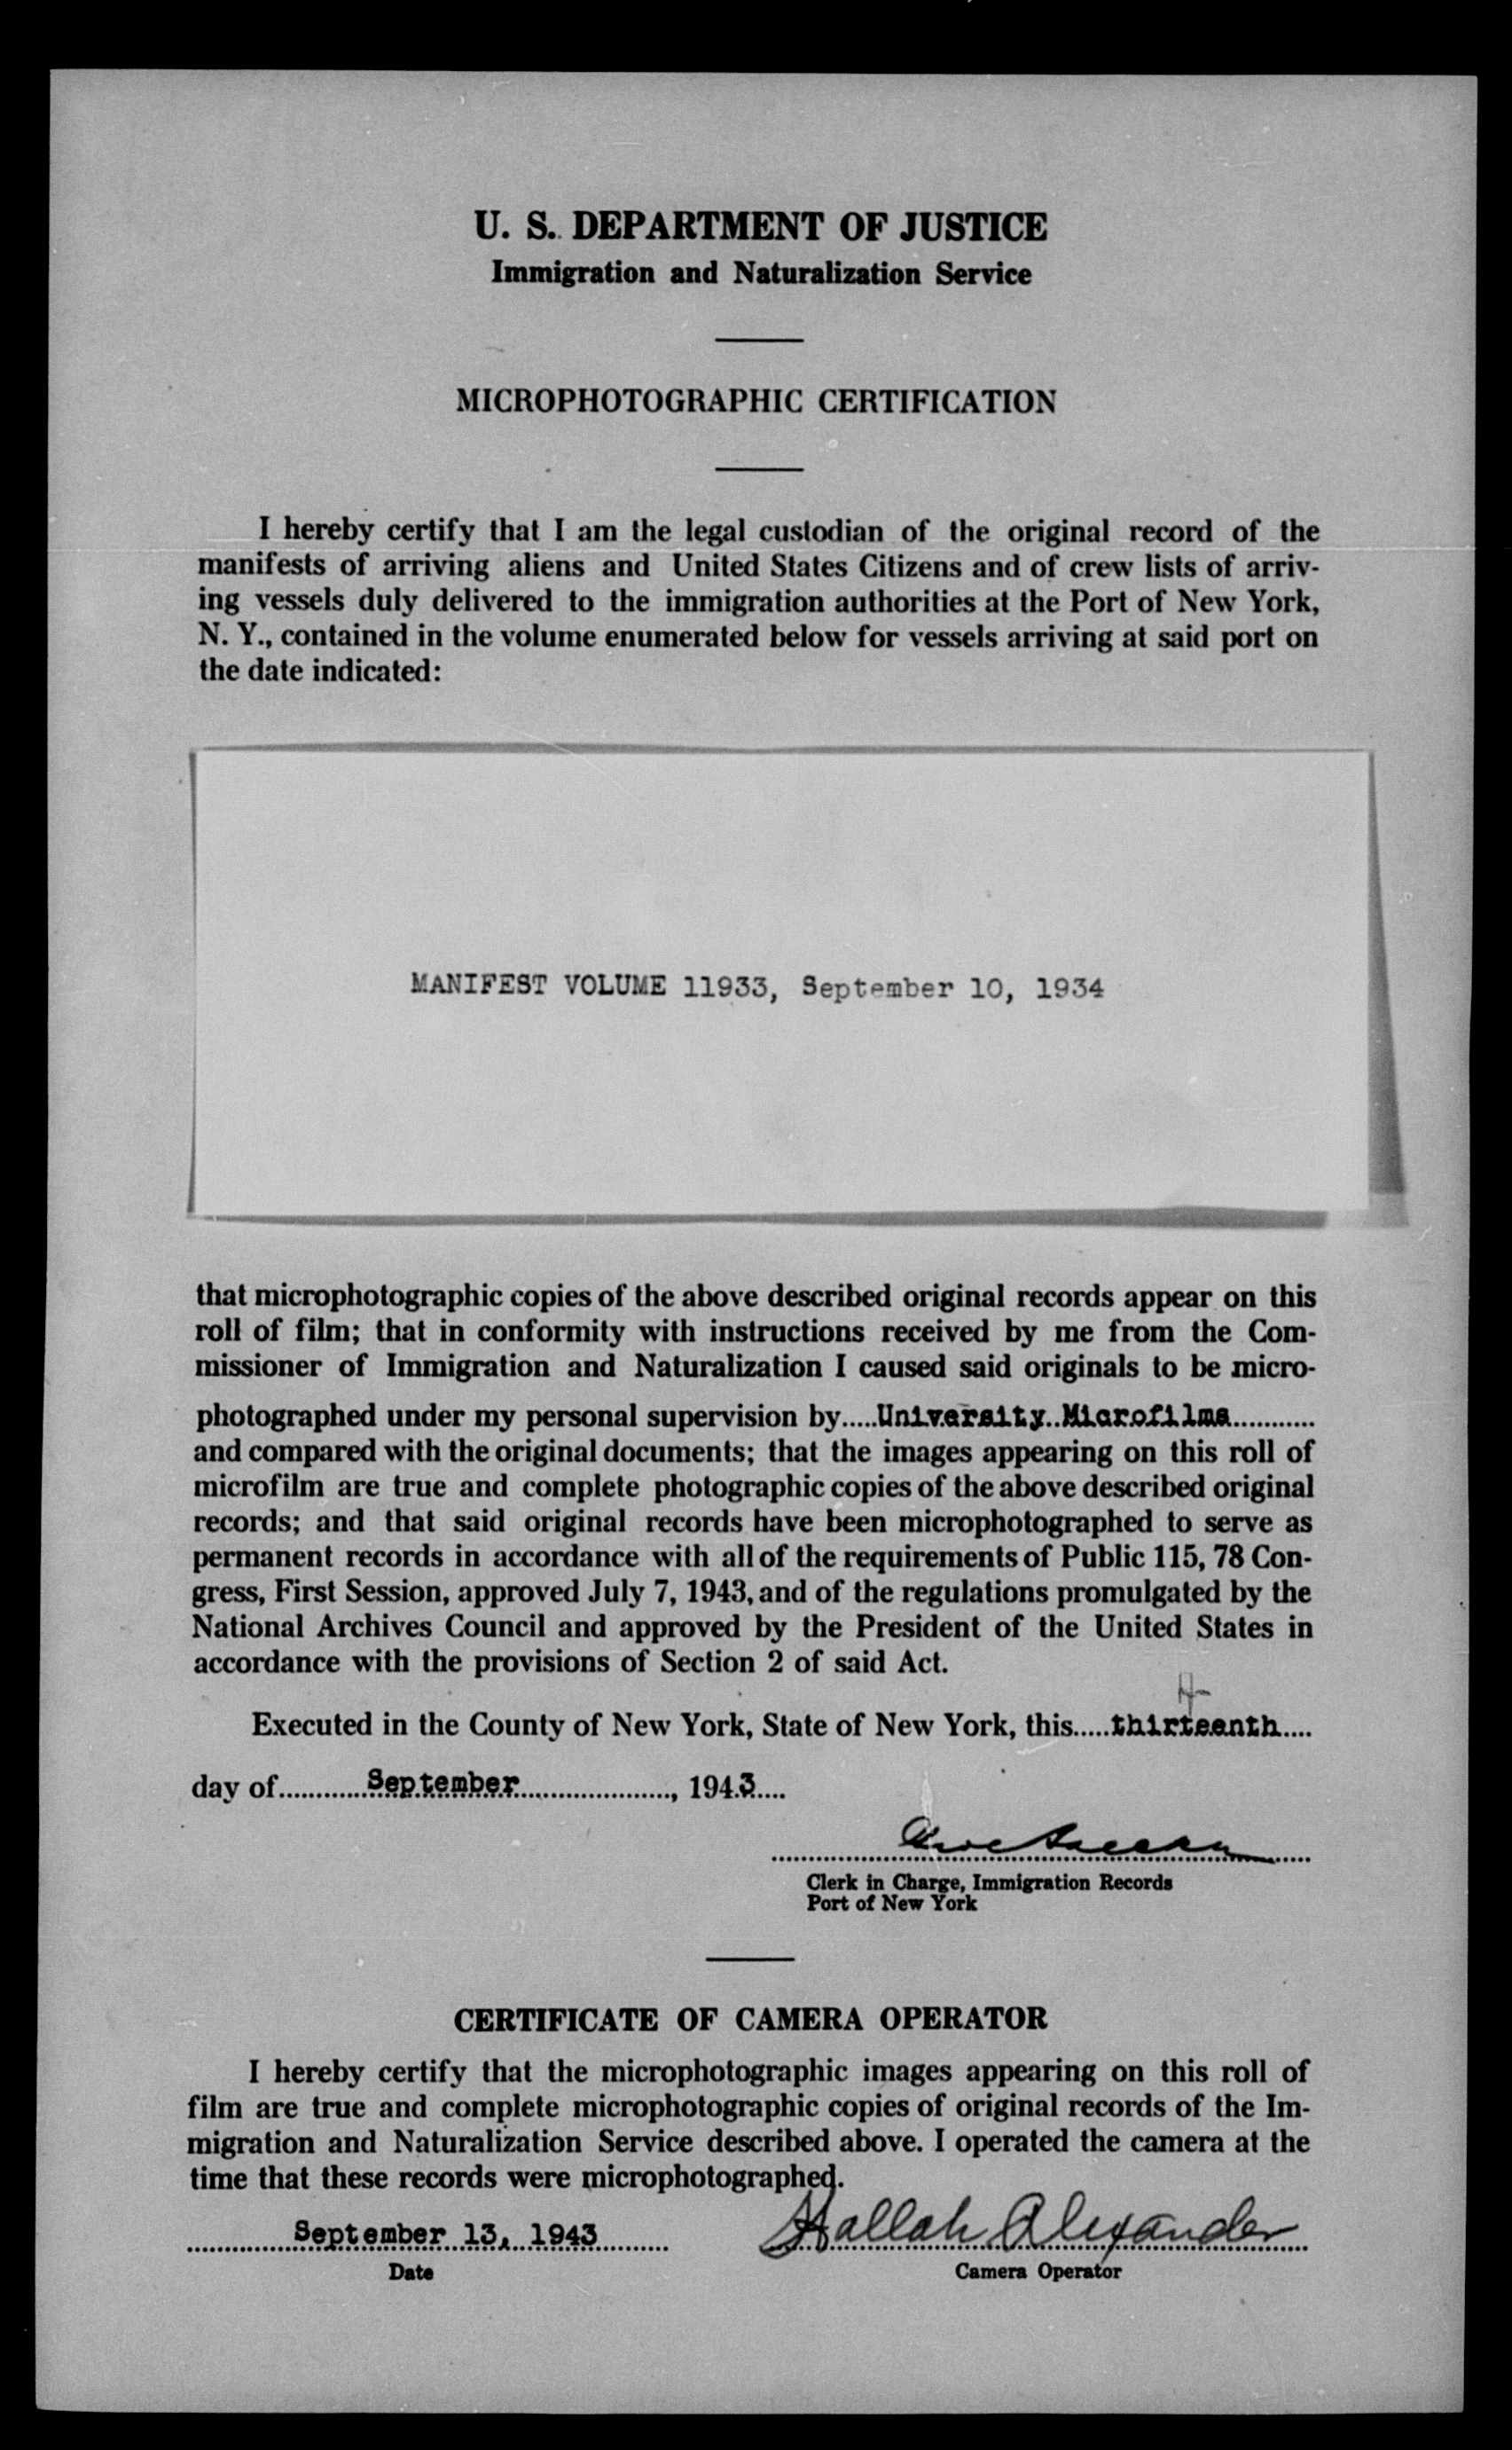 U. S. DEPARTMENT OF JUSTICE
Immigration and Naturalization Service
MICROPHOTOGRAPHIC CERTIFICATION
I hereby certify that I am the legal custodian of the original record of the
manifests of arriving aliens and United States Citizens and of crew lists of arriv-
ing vessels duly delivered to the immigration authorities at the Port of New York,
N. Y., contained in the volume enumerated below for vessels arriving at said port on
the date indicated:
MANIFEST VOLUME 11933, September 10, 1934
that microphotographic copies of the above described original records appear on this
roll of film; that in conformity with instructions received by me from the Com-
missioner of Immigration and Naturalization I caused said originals to be micro-
photographed under my personal supervision by.....University Microfilms...........
and compared with the original documents; that the images appearing on this roll of
microfilm are true and complete photographic copies of the above described original
records; and that said original records have been microphotographed to serve as
permanent records in accordance with all of the requirements of Public 115, 78 Con-
gress, First Session, approved July 7, 1943, and of the regulations promulgated by the
National Archives Council and approved by the President of the United States in
accordance with the provisions of Section 2 of said Act.
Executed in the County of New York, State of New York, this.....thirteenth....
day of............September...................., 1943.....
Clerk in Charge, Immigration Records
Port of New York
CERTIFICATE OF CAMERA OPERATOR
I hereby certify that the microphotographic images appearing on this roll of
film are true and complete microphotographic copies of original records of the Im-
migration and Naturalization Service described above. I operated the camera at the
time that these records were microphotographed.
September 13, 1943 Hallah Alexander
Date Camera Operator